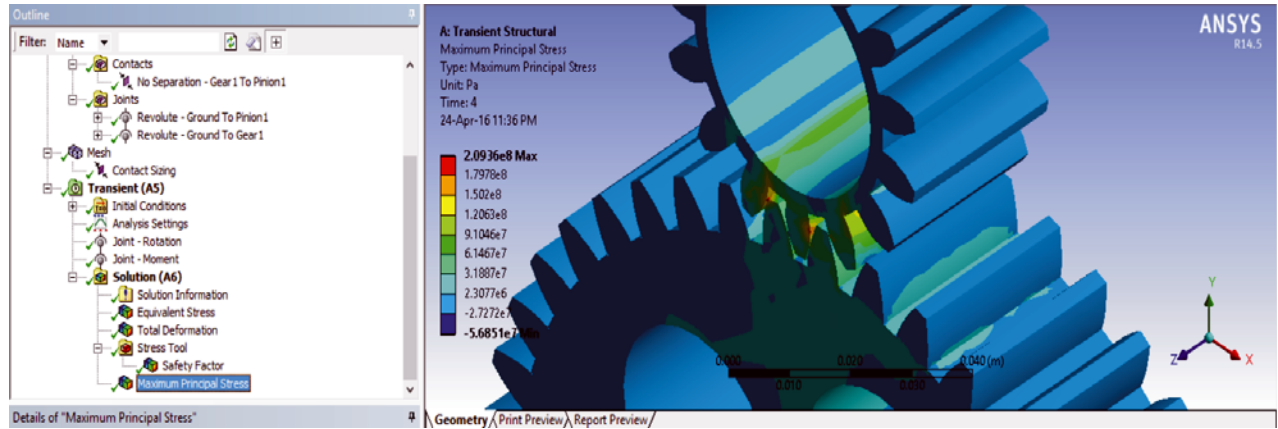 Outline
Filter: Name
Contacts
No Separation - Gear1 To Pinion1
Joints
Revolute - Ground To Pinion1
Revolute - Ground To Gear1
Mesh
Contact Sizing
Transient (A5)
Initial Conditions
Analysis Settings
Joint - Rotation
Joint - Moment
Solution (A6)
Solution Information
Equivalent Stress
Total Deformation
Stress Tool
Safety Factor
Maximum Principal Stress
Details of "Maximum Principal Stress"
A: Transient Structural
Maximum Principal Stress
Type: Maximum Principal Stress
Unit: Pa
Time: 4
24-Apr-16 11:36 PM
2.0936e8 Max
1.7978e8
1.502e8
1.2063e8
9.1046e7
6.1467e7
3.1887e7
2.3077e6
-2.7272e7
-5.6851e7 Min
ANSYS
R14.5
0.000
0.020
0.040 (m)
0.010
0.030
Y
Z
X
Geometry
Print Preview
Report Preview